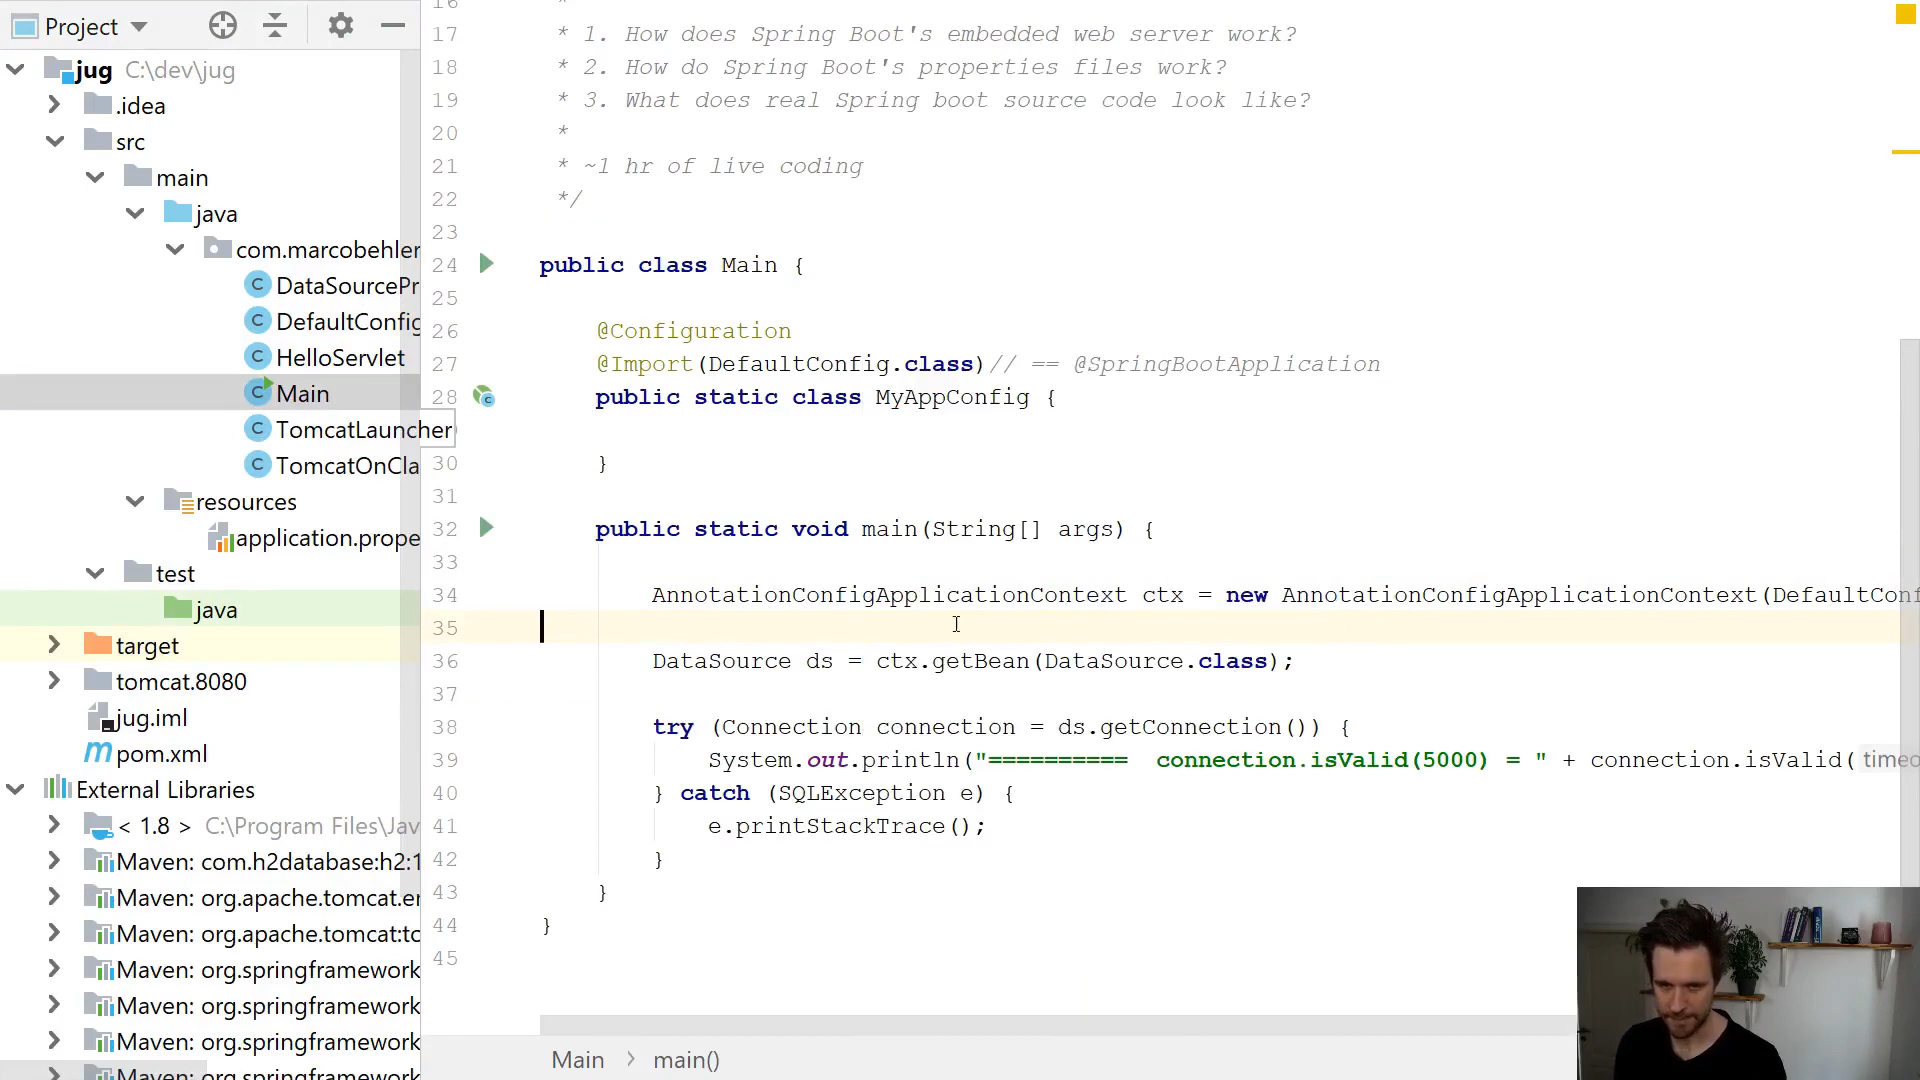 Project
jug C:\dev\jug
.idea
src
main
java
com.marcobehler
DataSourcePr
DefaultConfig
HelloServlet
Main
TomcatLauncher
TomcatOnCla
resources
application.prope
test
java
target
tomcat.8080
jug.iml
pom.xml
External Libraries
< 1.8 > C:\Program Files\Jav
Maven: com.h2database:h2:1
Maven: org.apache.tomcat.er
Maven: org.apache.tomcat:to
Maven: org.springframework
Maven: org.springframework
Maven: org.springframework
Maven: org.springframework
16 *
17 * 1. How does Spring Boot's embedded web server work?
18 * 2. How do Spring Boot's properties files work?
19 * 3. What does real Spring boot source code look like?
20 *
21 * ~1 hr of live coding
22 */
23
24 public class Main {
25
26 @Configuration
27 @Import(DefaultConfig.class)// == @SpringBootApplication
28 public static class MyAppConfig {
30 }
31
32 public static void main(String[] args) {
33
34 AnnotationConfigApplicationContext ctx = new AnnotationConfigApplicationContext(DefaultConf
35
36 DataSource ds = ctx.getBean(DataSource.class);
37
38 try (Connection connection = ds.getConnection()) {
39 System.out.println("========== connection.isValid(5000) = " + connection.isValid( timeo
40 } catch (SQLException e) {
41 e.printStackTrace();
42 }
43 }
44 }
45
Main > main()